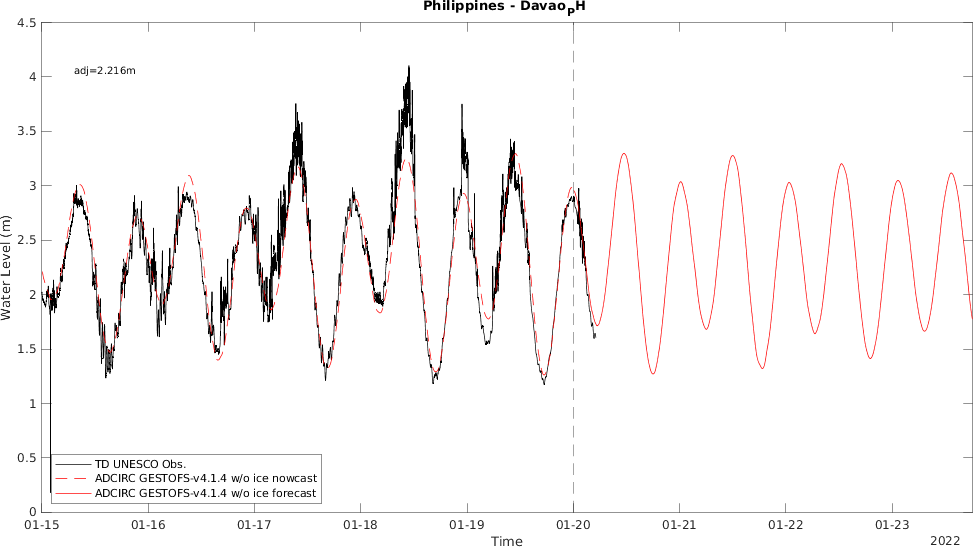 Philippines - DavaopH
4.5
4
3.5
3
2.5
2
1.5
1
0.5
0
Water Level (m)
adj=2.216m
TD UNESCO Obs.
ADCIRC GESTOFS-v4.1.4 w/o ice nowcast
ADCIRC GESTOFS-v4.1.4 w/o ice forecast
01-15 01-16 01-17 01-18 01-19 01-20 01-21 01-22 01-23
Time
2022